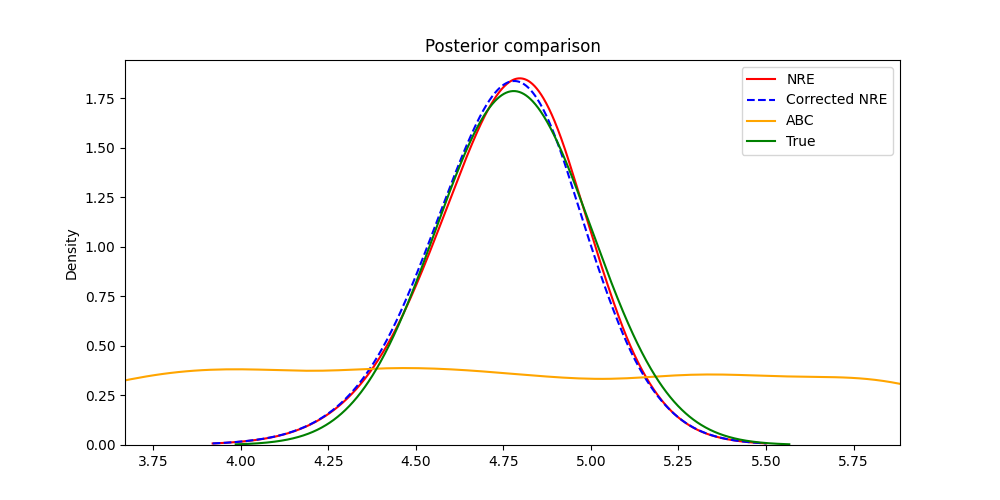 Posterior comparison
NRE
Corrected NRE
ABC
True
Density
1.75
1.50
1.25
1.00
0.75
0.50
0.25
0.00
3.75 4.00 4.25 4.50 4.75 5.00 5.25 5.50 5.75